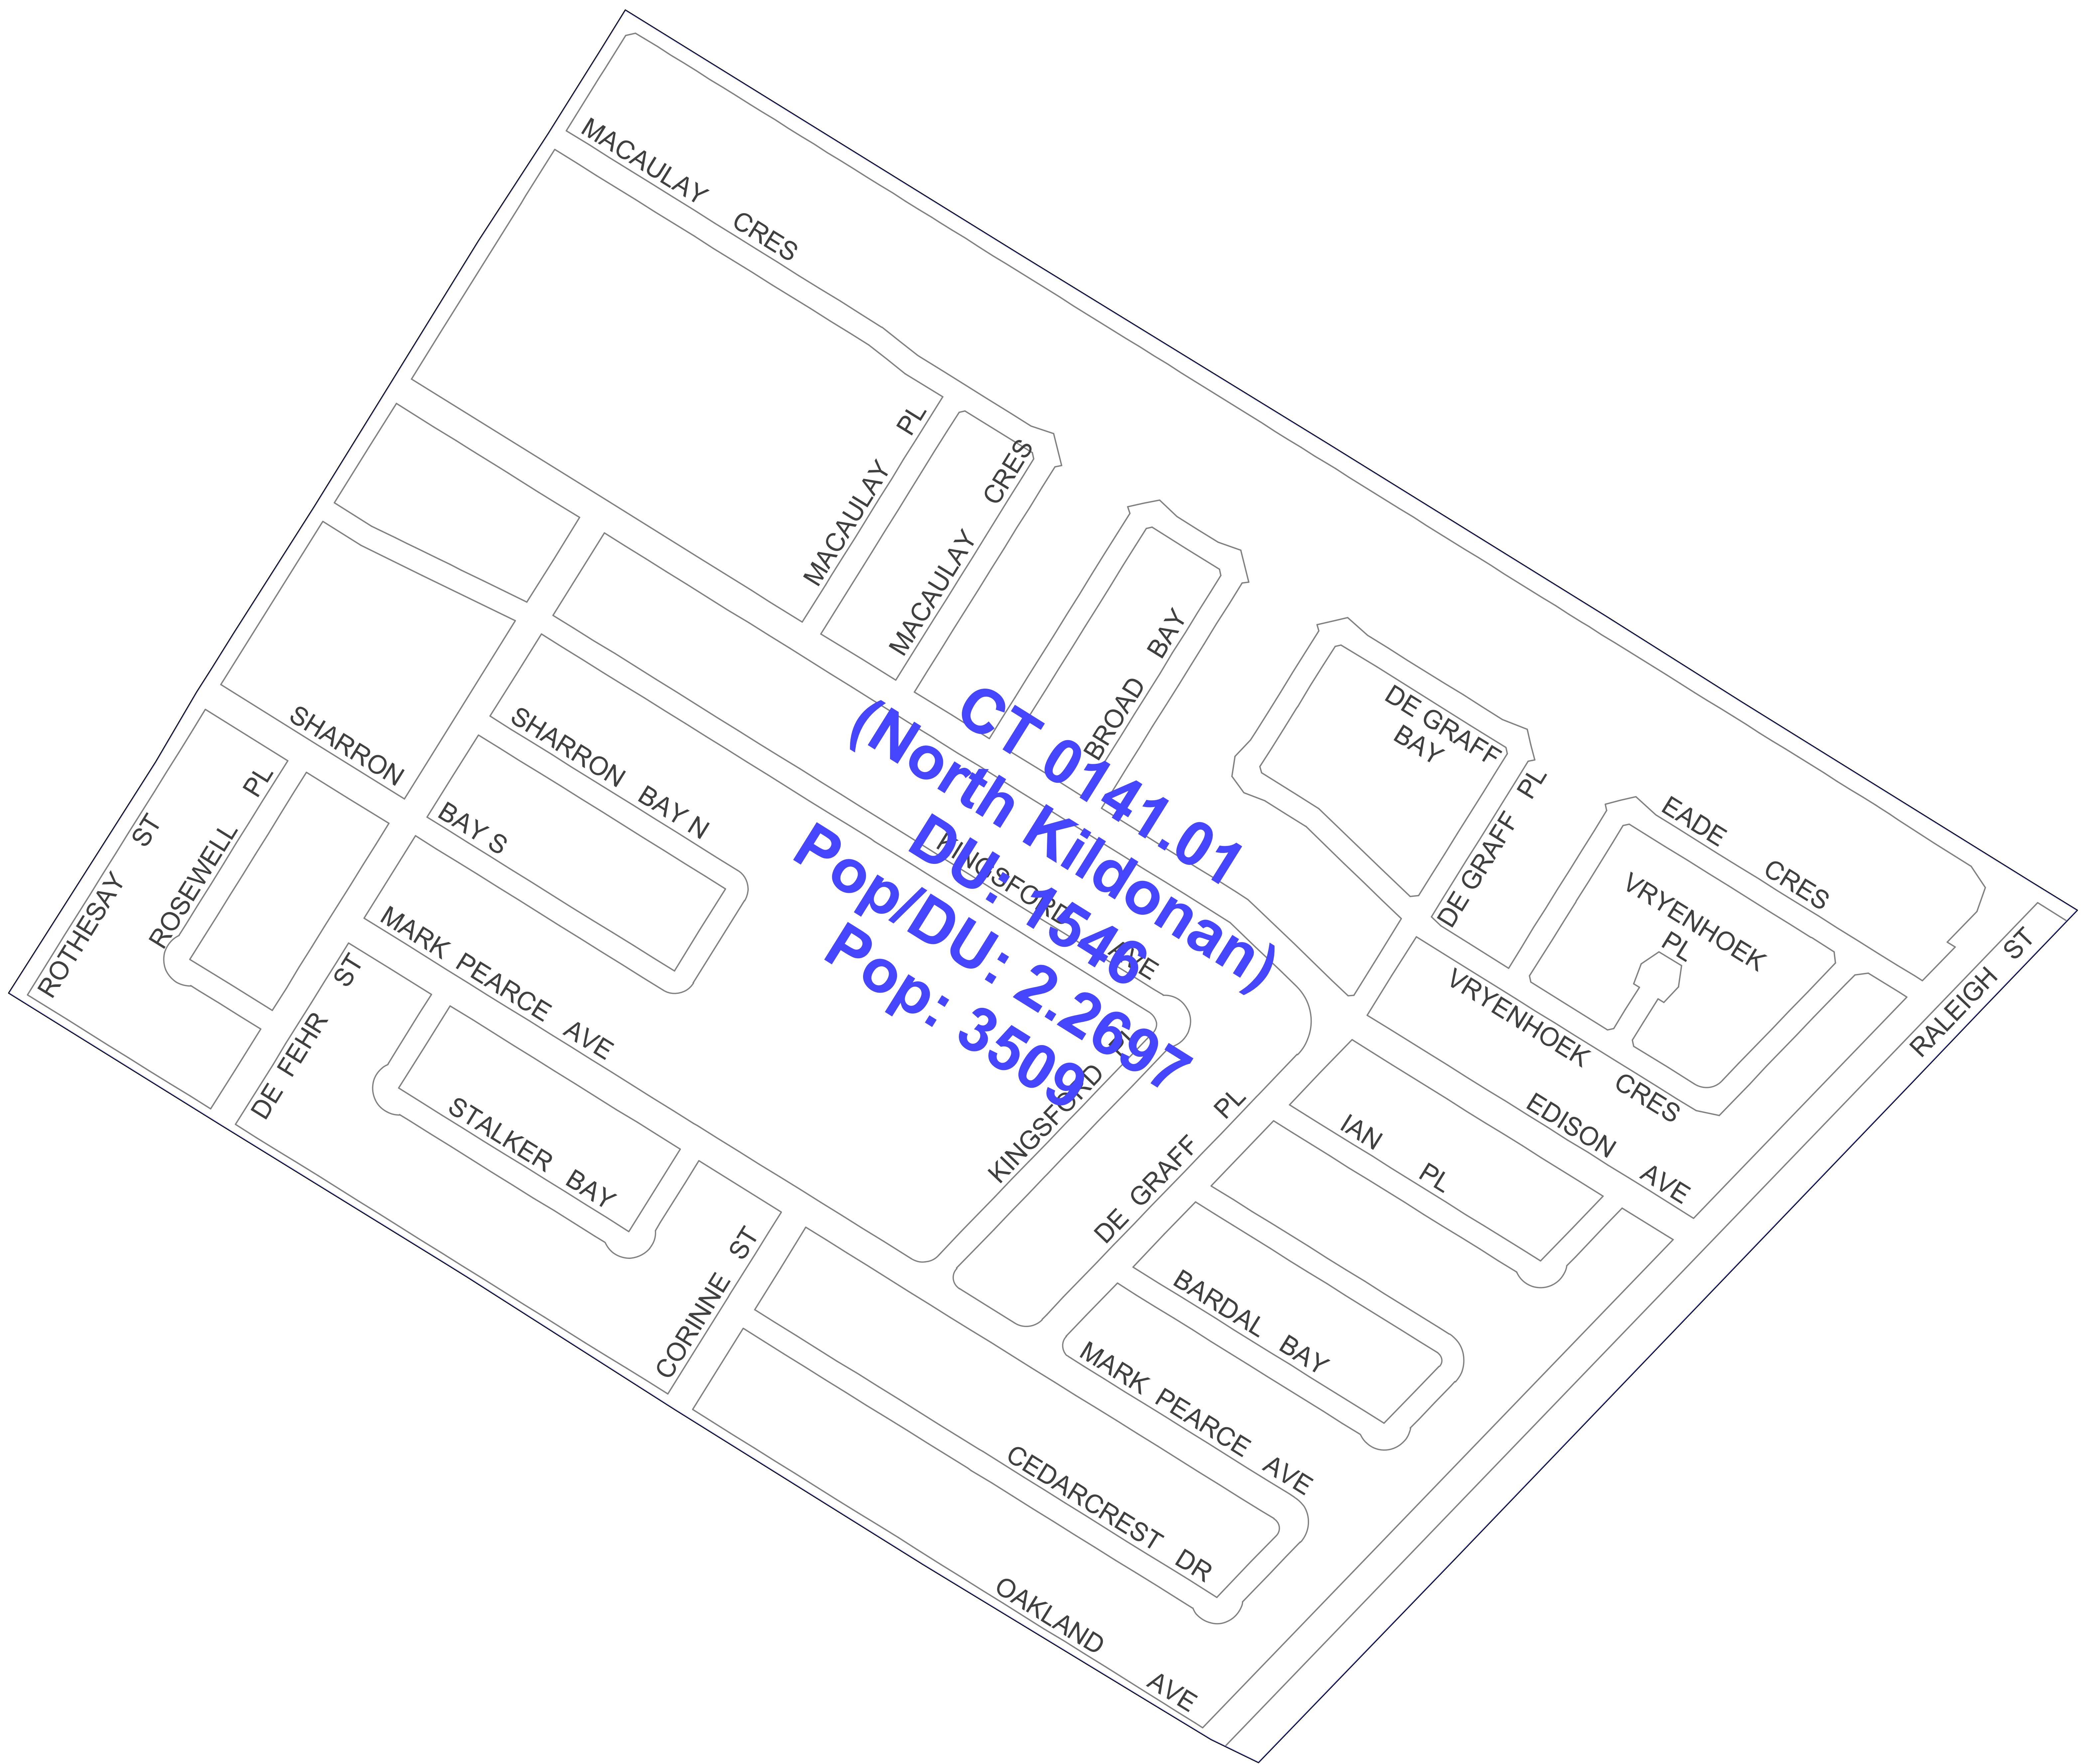 MACAULAY CRES
MACAULAY PL
MACAULAY CRES
BROAD BAY
DE GRAFF
BAY
DE GRAFF PL
EADE CRES
VRYENHOEK
PL
VRYENHOEK CRES
RALEIGH ST
EDISON AVE
SHARRON
BAY S
SHARRON BAY N
ROSEWELL PL
ROTHESAY ST
CT 0141.01
(North Kildonan)
DU: 1546
Pop/DU: 2.2697
Pop: 3509
KINGSFORD AVE
KINGSFORD
DE GRAFF PL
IAN PL
BARDAL BAY
MARK PEARCE AVE
MARK PEARCE AVE
DE FEHR ST
STALKER BAY
CORINNE ST
CEDARCREST DR
OAKLAND AVE